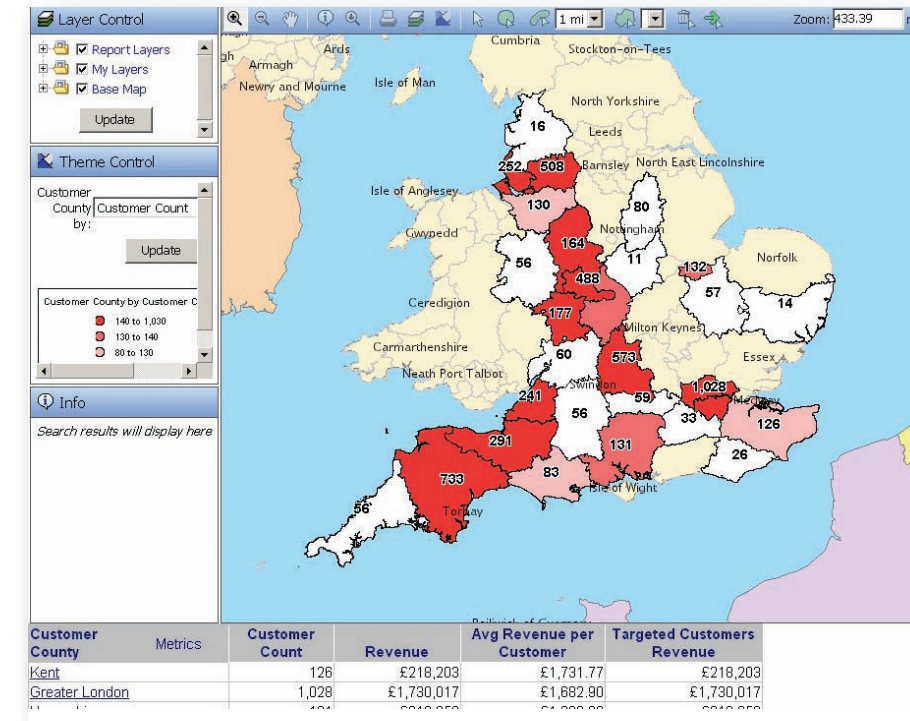 Layer Control
Report Layers
My Layers
Base Map
Update
Theme Control
Customer
County
by:
Customer Count
Update
Customer County by Customer C
140 to 1,030
130 to 140
80 to 130
Info
Search results will display here
1 mi
Zoom: 433.39
Cumbria
Stockton-on-Tees
Ards
Armagh
Newry and Mourne
Isle of Man
North Yorkshire
16
Leeds
252
508
Barnsley
North East Lincolnshire
Isle of Anglesey
130
80
Gwynedd
164
Nottingham
56
11
132
Norfolk
488
57
14
Ceredigion
177
Milton Keynes
Carmarthenshire
60
573
Essex
Neath Port Talbot
Swindon
241
59
1,028
Medway
56
33
126
291
131
26
733
83
Isle of Wight
56
Torbay
Customer County
Metrics
Customer Count
Revenue
Avg Revenue per Customer
Targeted Customers Revenue
Kent 126 £218,203 £1,731.77 £218,203
Greater London 1,028 £1,730,017 £1,682.90 £1,730,017